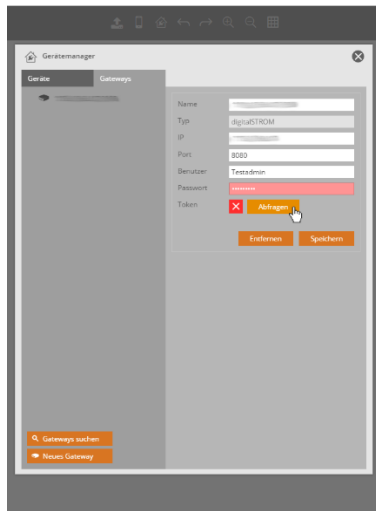 Gerätemanager
Geräte
Gateways
Name
Typ
digitalSTROM
IP
Port
8080
Benutzer
Testadmin
Passwort
Token
Abfragen
Entfernen
Speichern
Gateways suchen
Neues Gateway